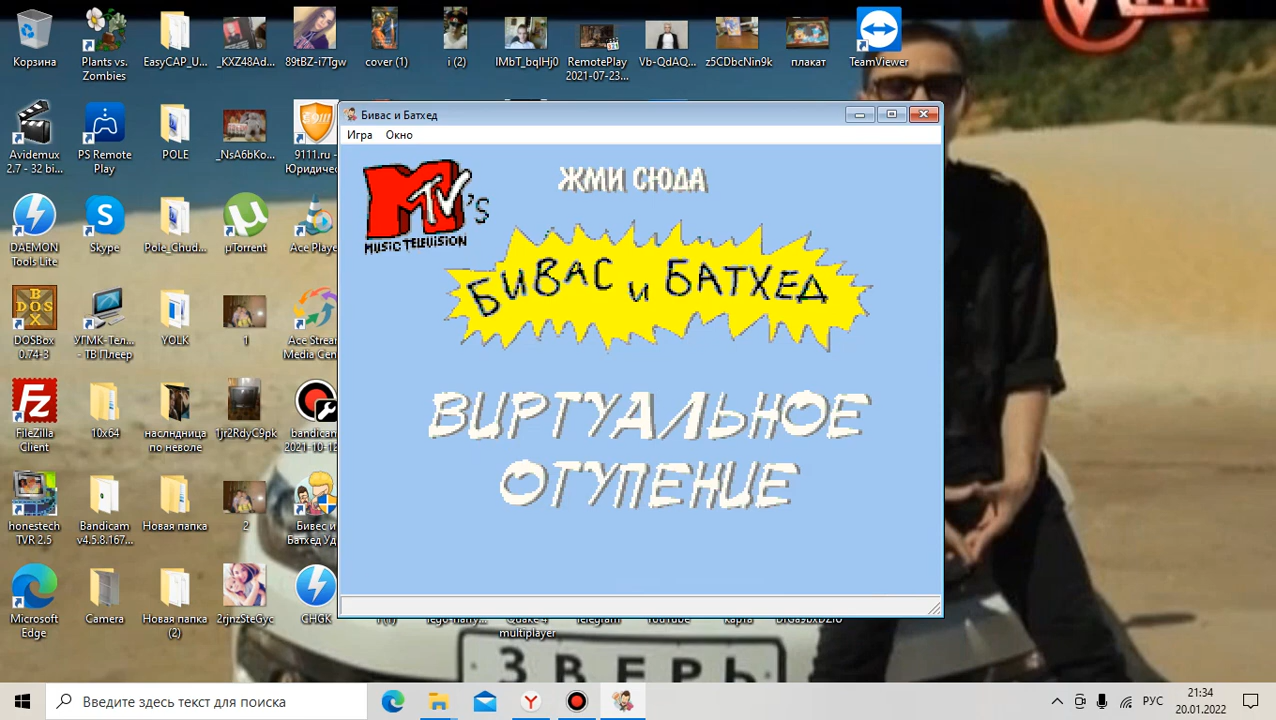 Корзина
Plants vs.
Zombies
EasyCAP_U...
_KXZ48Ad...
89tBZ-i7Tgw
cover (1)
i (2)
IMbT_bqIHj0
RemotePlay
2021-07-23...
Vb-QdAQ...
z5CDbcNin9k
плакат
TeamViewer
Avidemux
2.7 - 32 bi...
PS Remote
Play
POLE
_NsA6bKo...
9111.ru -
Юридичес
DAEMON
Tools Lite
Skype
Pole_Chud...
µTorrent
Ace Player
DOSBox
0.74-3
УГМК-Тел...
- ТВ Плеер
YOLK
1
Ace Stream
Media Cen
FileZilla
Client
10x64
наслндница
по неволе
1jr2RdyC9pk
bandicam
2021-10-1
honestech
TVR 2.5
Bandicam
v4.5.8.167...
Новая папка
2
Бивес и
Батхед Уд
Microsoft
Edge
Camera
Новая папка
(2)
2rjnzSteGyc
CHGK
multiplayer
Бивас и Батхед
Игра Окно
MTV's
MUSIC TELEVISION
ЖМИ СЮДА
БИВАС и БАТХЕД
ВИРТУАЛЬНОЕ
ОТУПЕНИЕ
ЗВЕРЬ
Введите здесь текст для поиска
РУС
21:34
20.01.2022